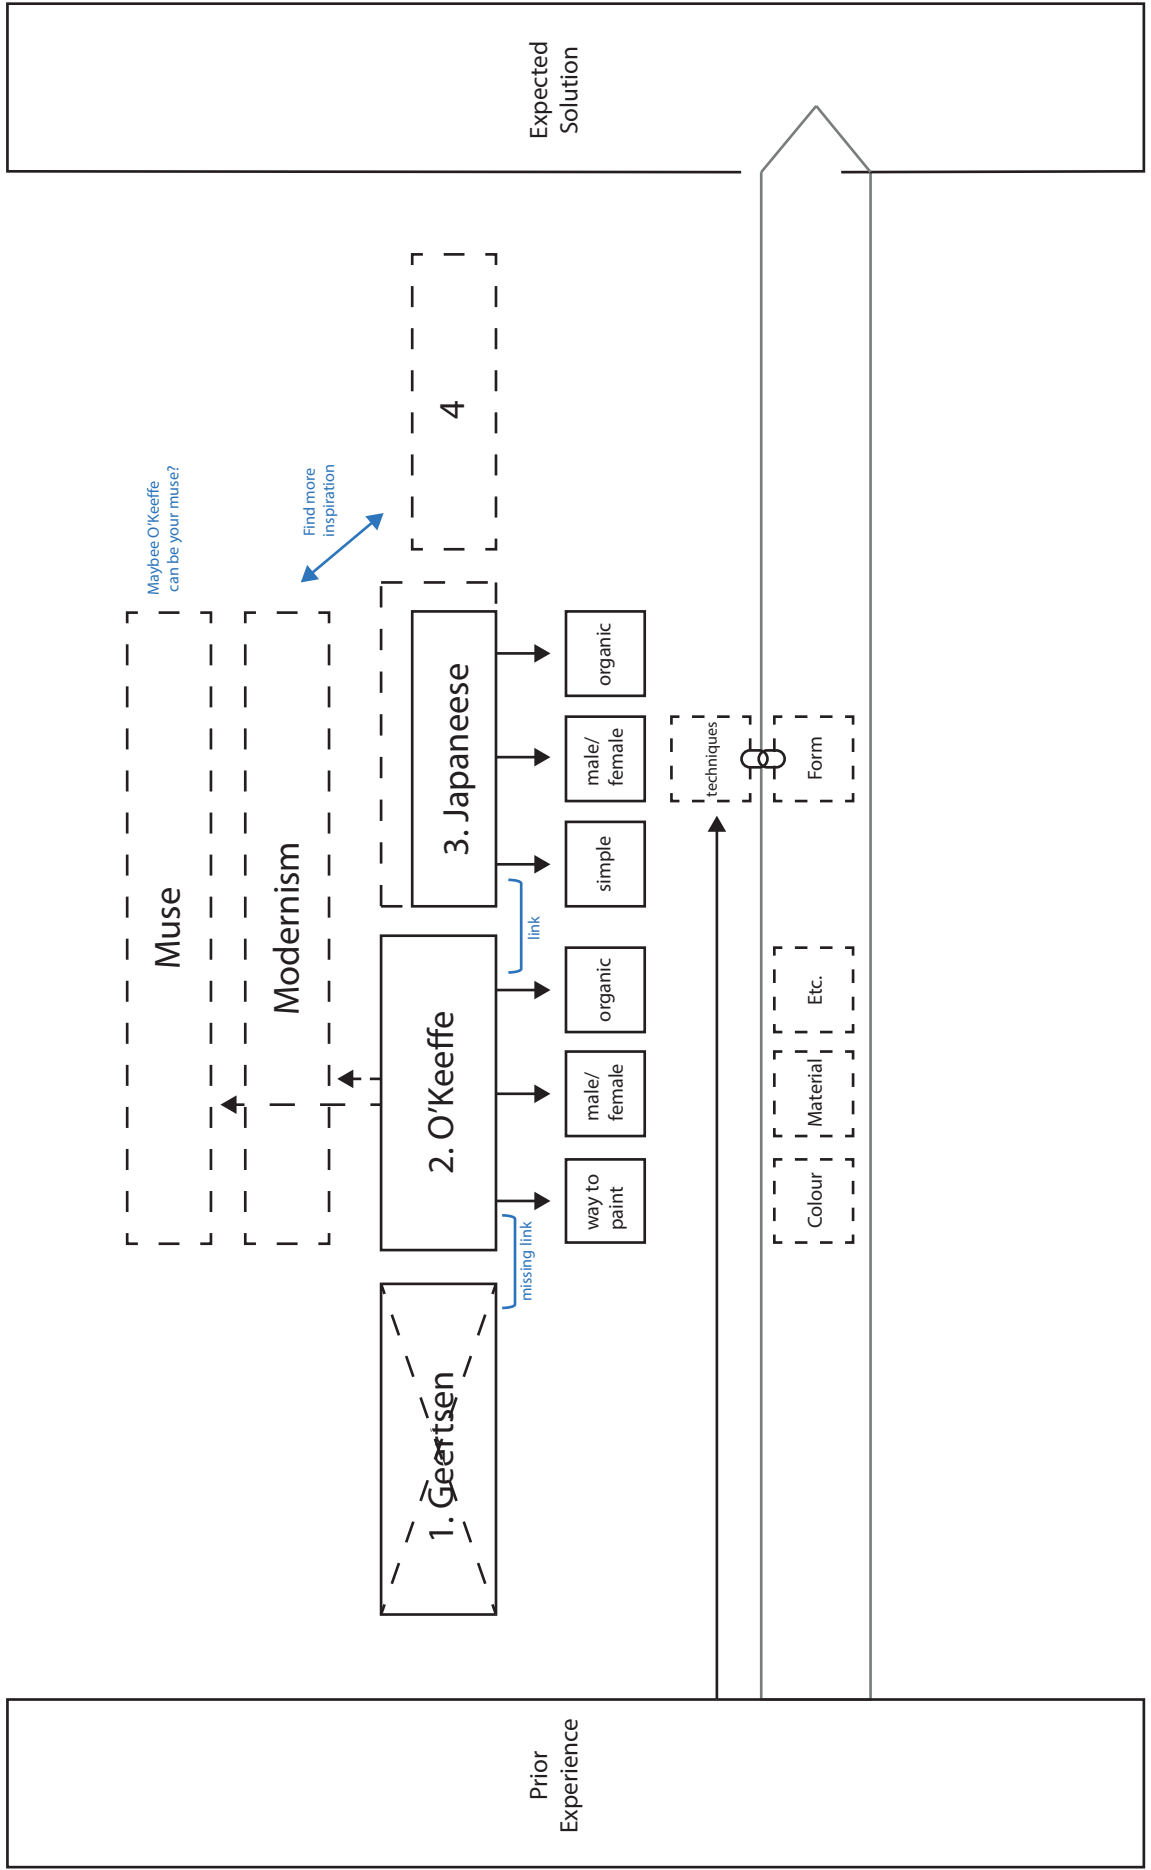 Maybee O'Keeffe
can be your muse?
Find more
inspiration
Muse
Modernism
Prior
Experience
1. Geertsen
missing link
2. O'Keeffe
link
3. Japaneese
4
Expected
Solution
way to
paint
male/
female
organic
simple
male/
female
organic
techniques
Colour
Material
Etc.
Form